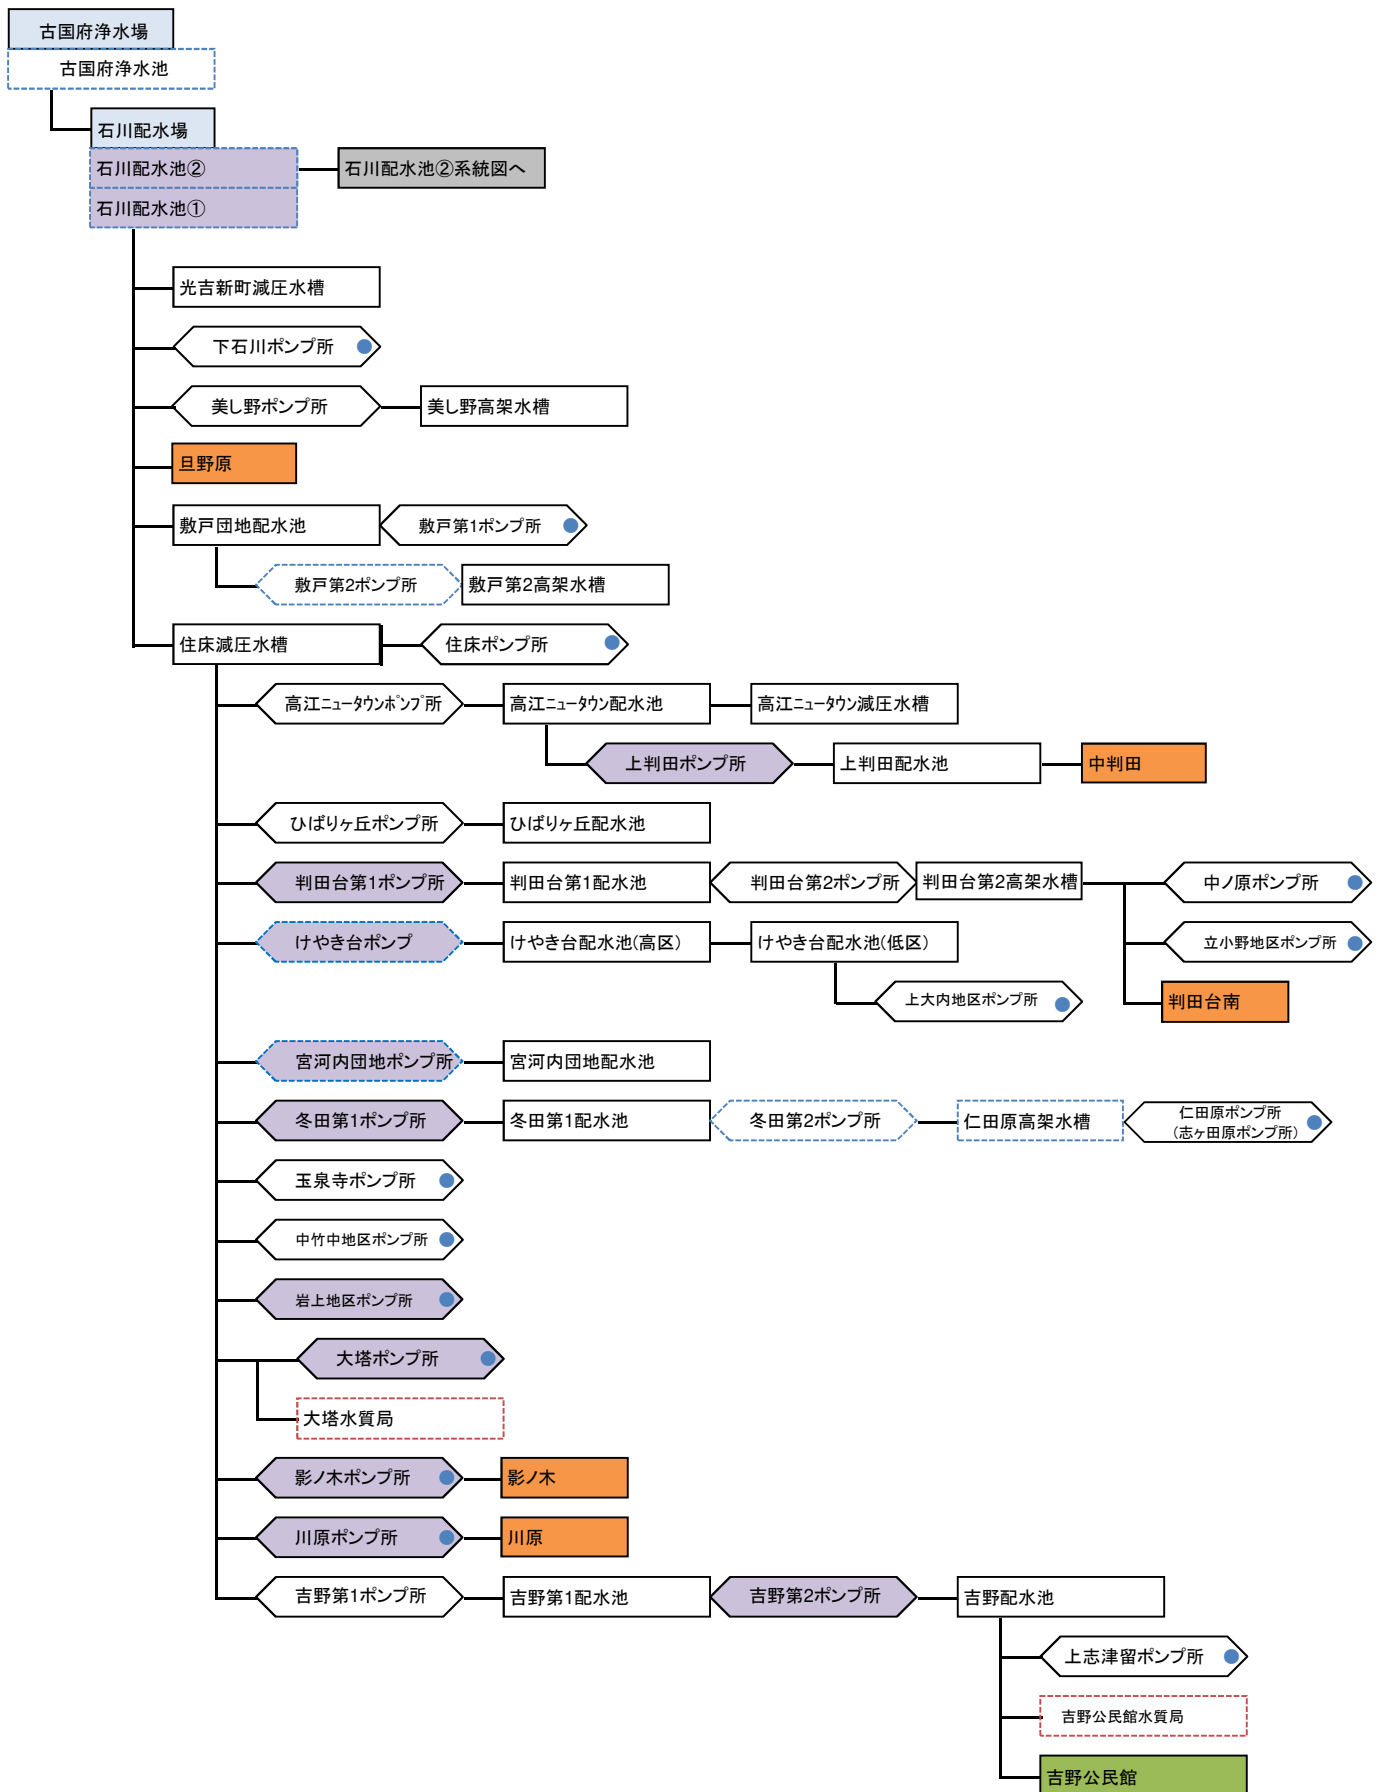 古国府浄水場
古国府浄水池
石川配水場
石川配水池②
石川配水池②系統図へ
石川配水池①
光吉新町減圧水槽
下石川ポンプ所
美し野ポンプ所
美し野高架水槽
旦野原
敷戸団地配水池
敷戸第1ポンプ所
敷戸第2ポンプ所
敷戸第2高架水槽
住床減圧水槽
住床ポンプ所
高江ニュータウンポンプ所
高江ニュータウン配水池
高江ニュータウン減圧水槽
上判田ポンプ所
上判田配水池
中判田
ひばりヶ丘ポンプ所
ひばりヶ丘配水池
判田台第1ポンプ所
判田台第1配水池
判田台第2ポンプ所
判田台第2高架水槽
中ノ原ポンプ所
けやき台ポンプ
けやき台配水池(高区)
けやき台配水池(低区)
立小野地区ポンプ所
上大内地区ポンプ所
判田台南
宮河内団地ポンプ所
宮河内団地配水池
冬田第1ポンプ所
冬田第1配水池
冬田第2ポンプ所
仁田原高架水槽
仁田原ポンプ所
(志ヶ田原ポンプ所)
玉泉寺ポンプ所
中竹中地区ポンプ所
岩上地区ポンプ所
大塔ポンプ所
大塔水質局
影ノ木ポンプ所
影ノ木
川原ポンプ所
川原
吉野第1ポンプ所
吉野第1配水池
吉野第2ポンプ所
吉野配水池
上志津留ポンプ所
吉野公民館水質局
吉野公民館